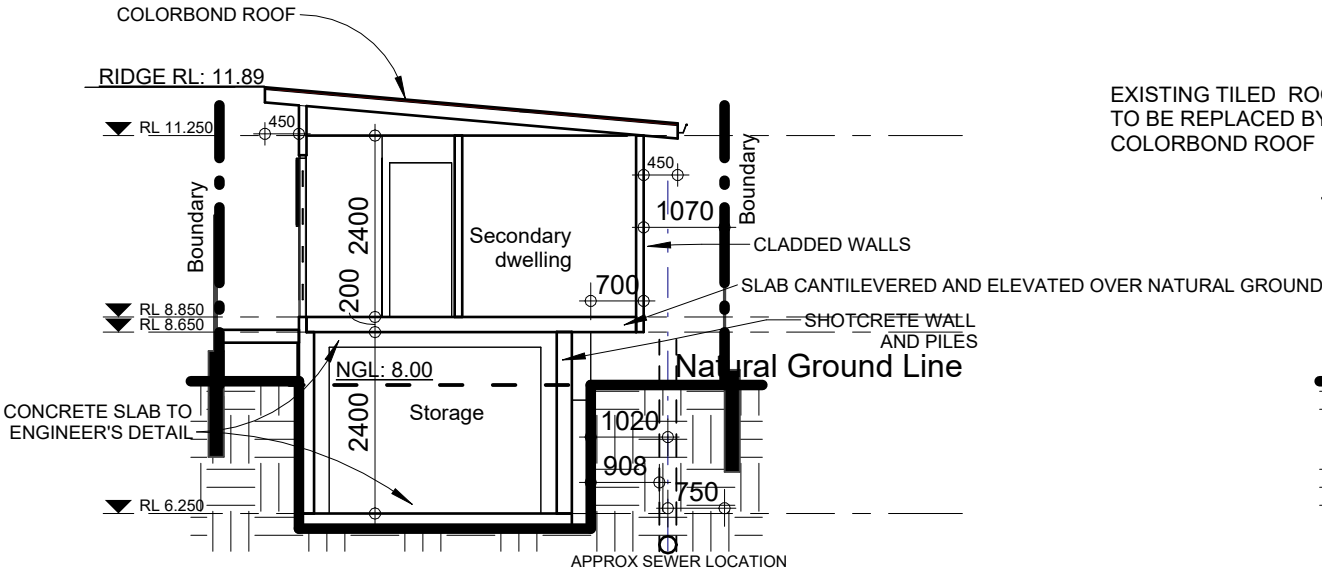 COLORBOND ROOF
RIDGE RL: 11.89
EXISTING TILED ROO
TO BE REPLACED BY
COLORBOND ROOF
RL 11.250
450
450
Boundary
Boundary
2400
1070
Secondary
dwelling
CLADDED WALLS
700
SLAB CANTILEVERED AND ELEVATED OVER NATURAL GROUND
200
RL 8.850
RL 8.650
SHOTCRETE WALL
AND PILES
NGL: 8.00
Natural Ground Line
CONCRETE SLAB TO
ENGINEER'S DETAIL
2400
Storage
1020
908
750
RL 6.250
APPROX SEWER LOCATION